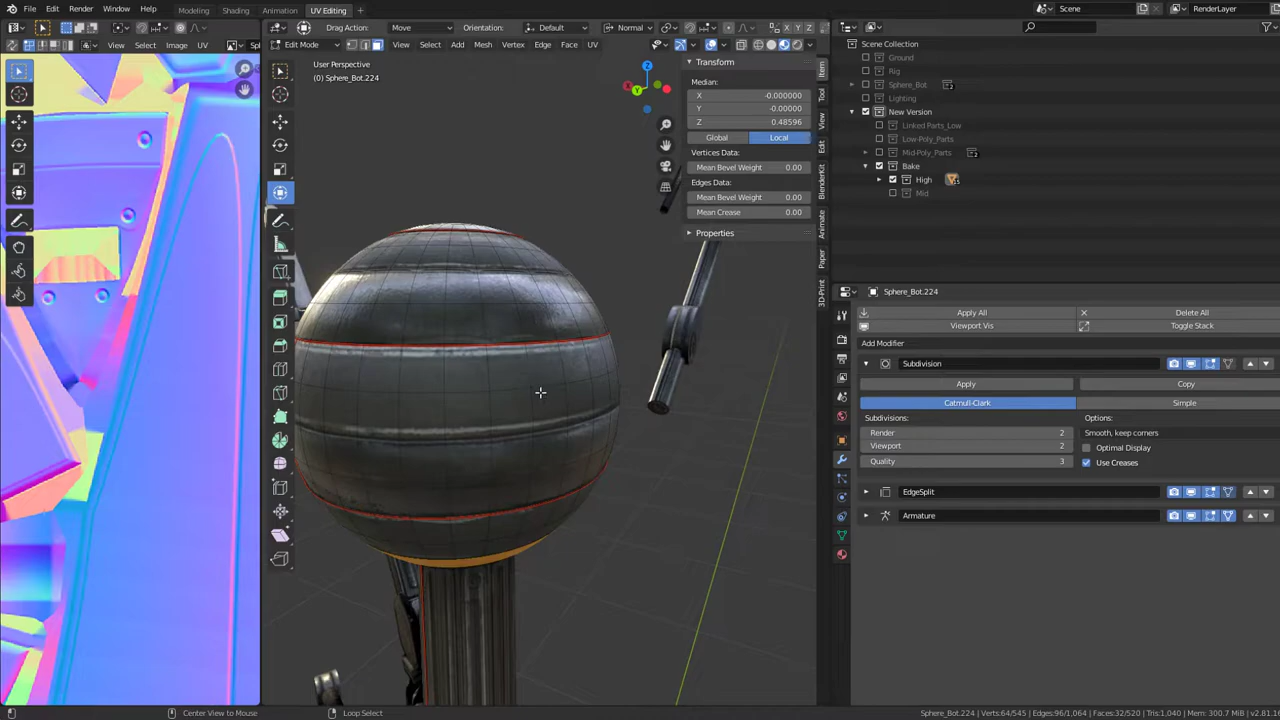 File Edit Render Window Help Modeling Shading Animation UV Editing + Scene RenderLayer
Drag Action: Move Orientation: Default Normal X Y Z
View Select Image UV Edit Mode View Select Add Mesh Vertex Edge Face UV
User Perspective
(0) Sphere_Bot.224
Z
X
Y
Transform
Median:
X -0.00000
Y -0.00000
Z 0.48596
Global Local
Vertices Data:
Mean Bevel Weight 0.00
Edges Data:
Mean Bevel Weight 0.00
Mean Crease 0.00
Properties
Item
Tool
View
Edit
BlenderKit
Animate
Paper
3D-Print
Scene Collection
Ground
Rig
Sphere_Bot 2
Lighting
New Version
Linked Parts_Low
Low-Poly_Parts
Mid-Poly_Parts 2
Bake
High 15
Mid
Sphere_Bot.224
Apply All Delete All
Viewport Vis Toggle Stack
Add Modifier
Subdivision
Apply Copy
Catmull-Clark Simple
Subdivisions: Options:
Render 2 Smooth, keep corners
Viewport 2 Optimal Display
Quality 3 Use Creases
EdgeSplit
Armature
Center View to Mouse Loop Select Sphere_Bot.224 | Verts:64/545 | Edges:96/1,064 | Faces:32/520 | Tris:1,040 | Mem: 300.7 MiB | v2.81.16